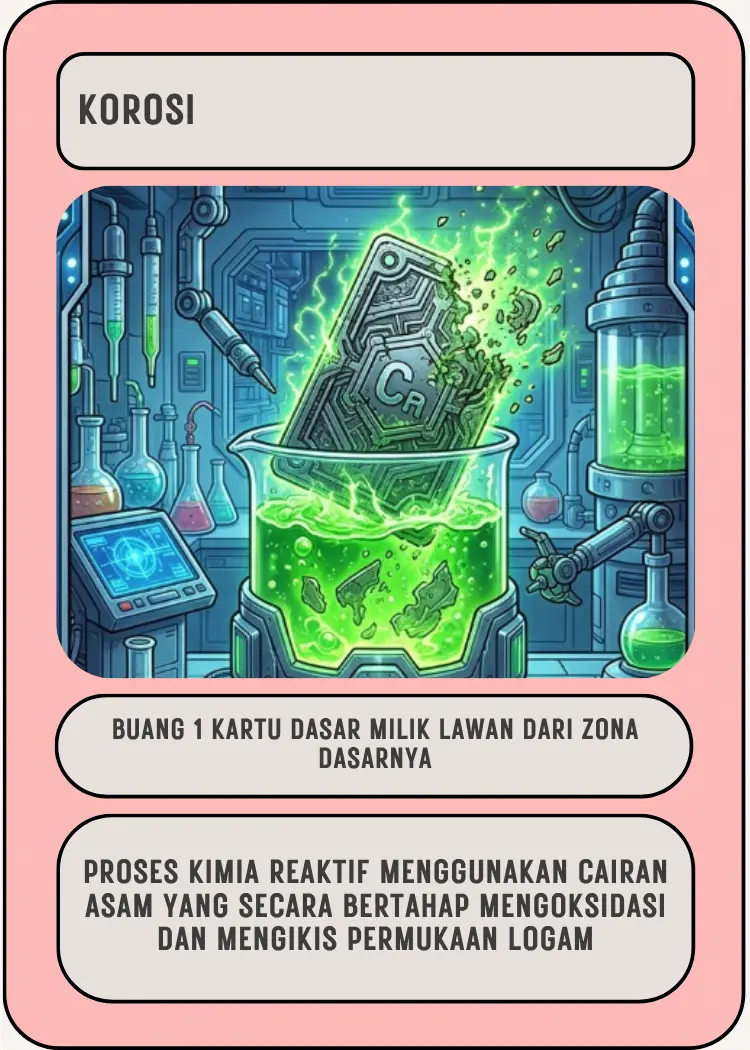 KOROSI
CR
BUANG 1 KARTU DASAR MILIK LAWAN DARI ZONA
DASARNYA
PROSES KIMIA REAKTIF MENGGUNAKAN CAIRAN
ASAM YANG SECARA BERTAHAP MENGOKSIDASI
DAN MENGIKIS PERMUKAAN LOGAM